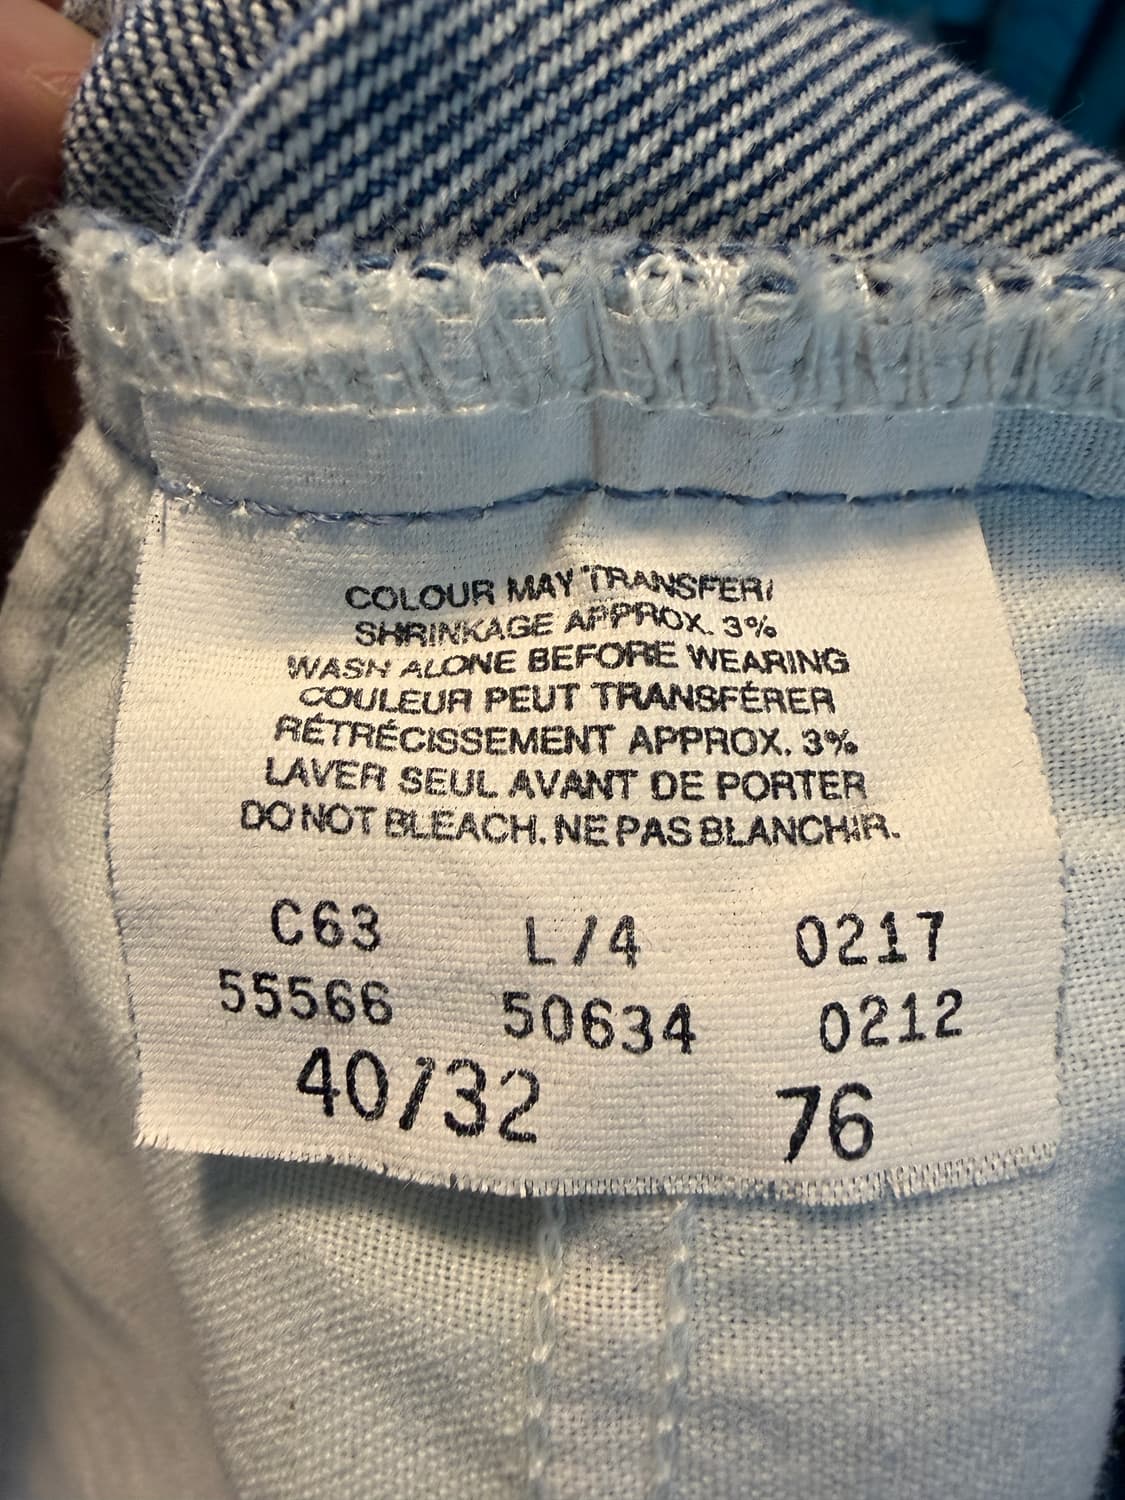 COLOUR MAY TRANSFER/
SHRINKAGE APPROX. 3%
WASH ALONE BEFORE WEARING
COULEUR PEUT TRANSFÉRER
RÉTRÉCISSEMENT APPROX. 3%
LAVER SEUL AVANT DE PORTER
DO NOT BLEACH. NE PAS BLANCHIR.
C63 L/4 0217
55566 50634 0212
40/32 76